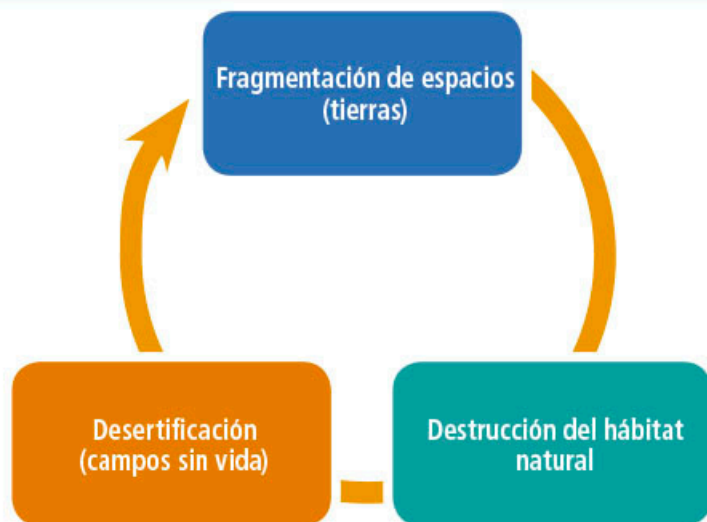 Fragmentación de espacios
(tierras)
Desertificación
(campos sin vida)
Destrucción del hábitat
natural